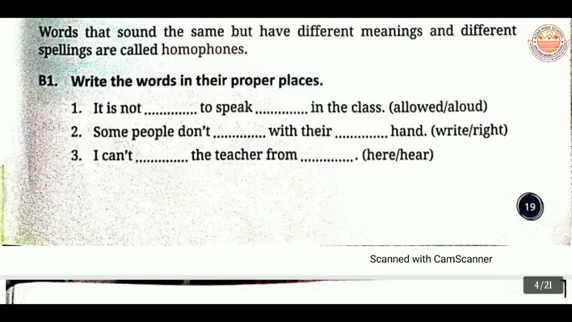 Words that sound the same but have different meanings and different
spellings are called homophones.
B1. Write the words in their proper places.
1. It is not .............. to speak .............. in the class. (allowed/aloud)
2. Some people don't .............. with their .............. hand. (write/right)
3. I can't .............. the teacher from .............. . (here/hear)
19
Scanned with CamScanner
4/21